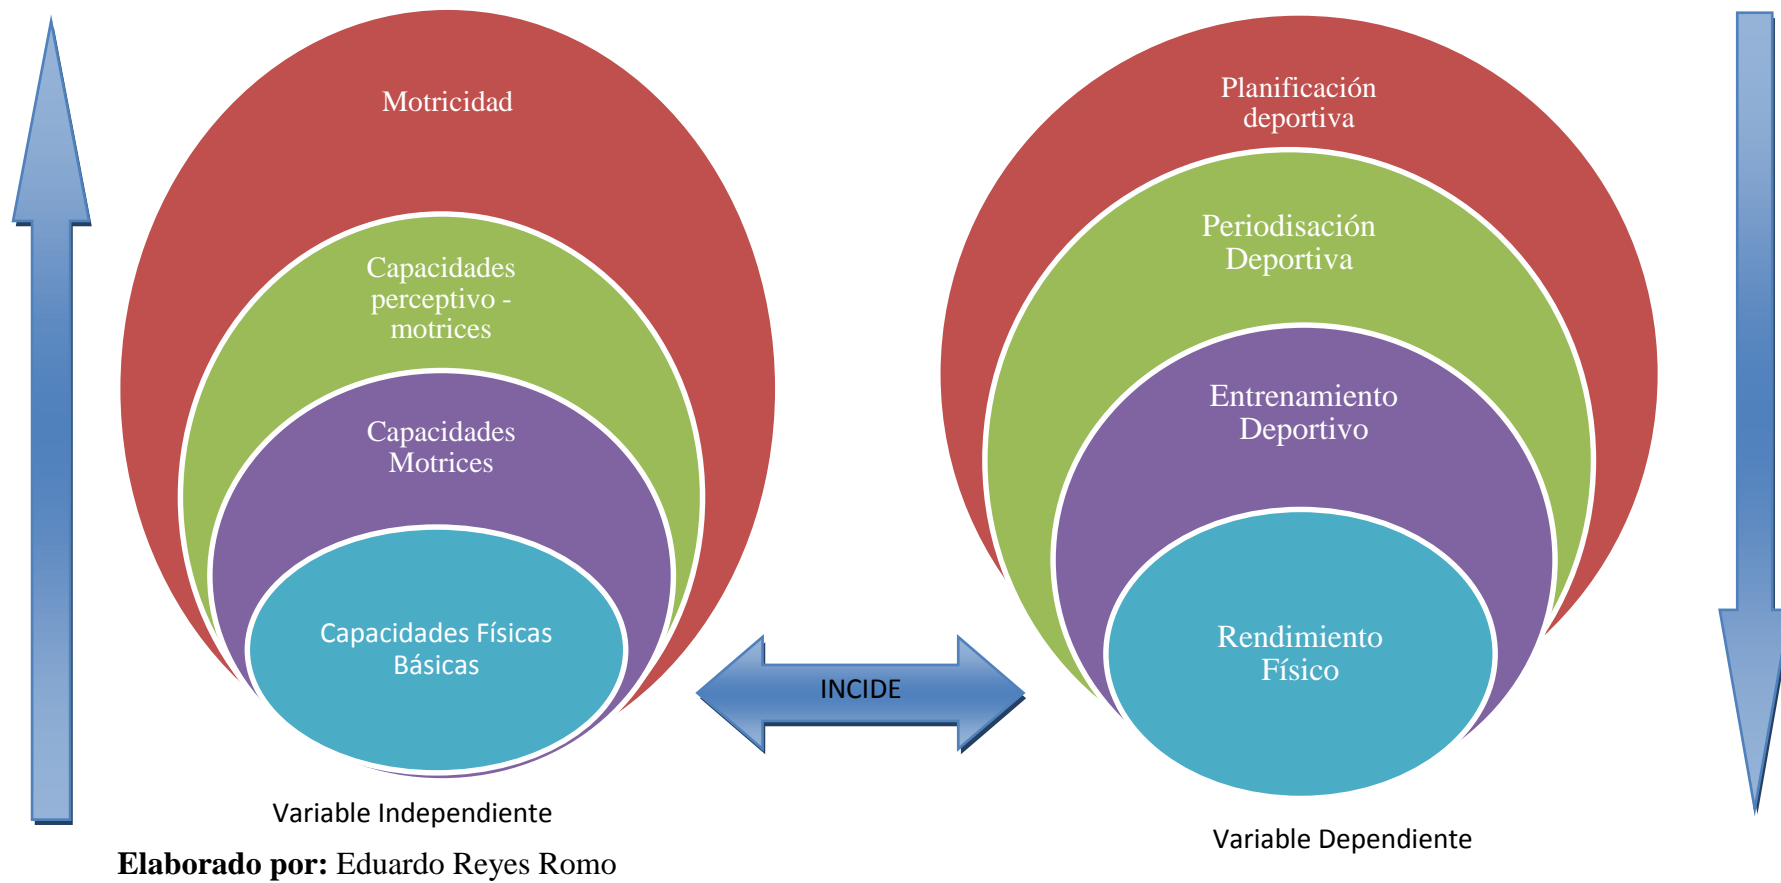 Motricidad
Capacidades
perceptivo -
motrices
Capacidades
Motrices
Capacidades Físicas
Básicas
Variable Independiente
INCIDE
Planificación
deportiva
Periodisación
Deportiva
Entrenamiento
Deportivo
Rendimiento
Físico
Variable Dependiente
Elaborado por: Eduardo Reyes Romo